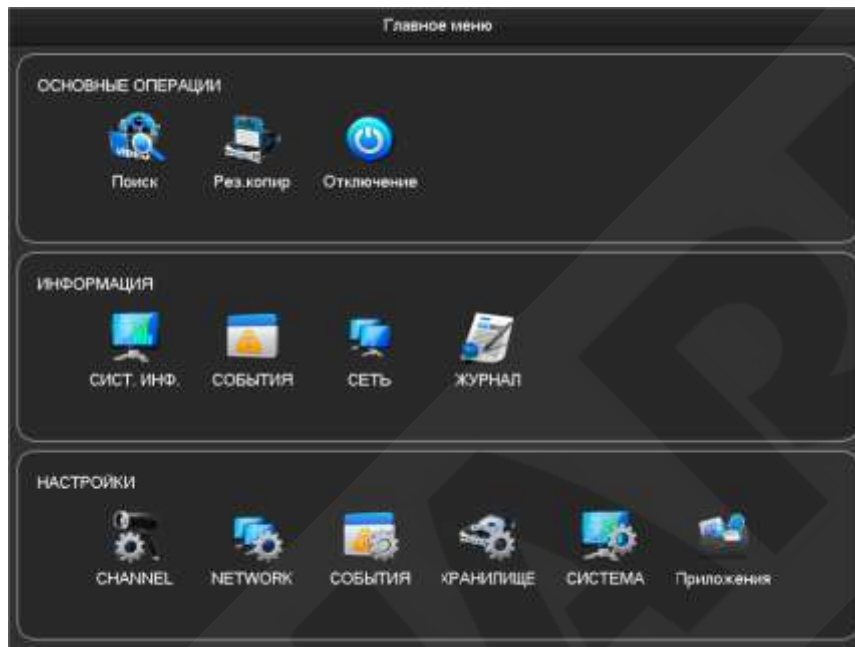 Главное меню
ОСНОВНЫЕ ОПЕРАЦИИ
VIDEO
Поиск Рез.копир Отключение
ИНФОРМАЦИЯ
СИСТ. ИНФ. СОБЫТИЯ СЕТЬ ЖУРНАЛ
НАСТРОЙКИ
CHANNEL NETWORK СОБЫТИЯ ХРАНИЛИЩЕ СИСТЕМА Приложения